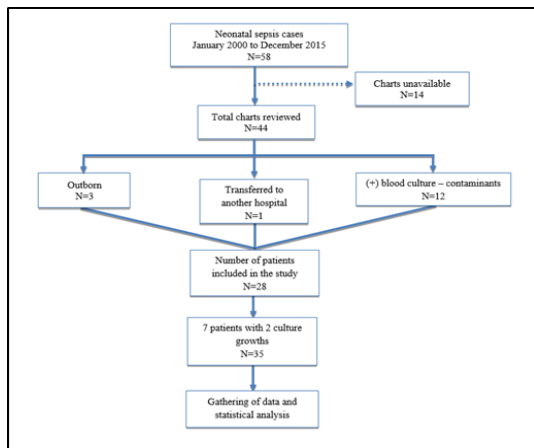 Neonatal sepsis cases
January 2000 to December 2015
N=58
Charts unavailable
N=14
Total charts reviewed
N=44
Outborn
N=3
Transferred to
another hospital
N=1
(+) blood culture – contaminants
N=12
Number of patients
included in the study
N=28
7 patients with 2 culture
growths
N=35
Gathering of data and
statistical analysis